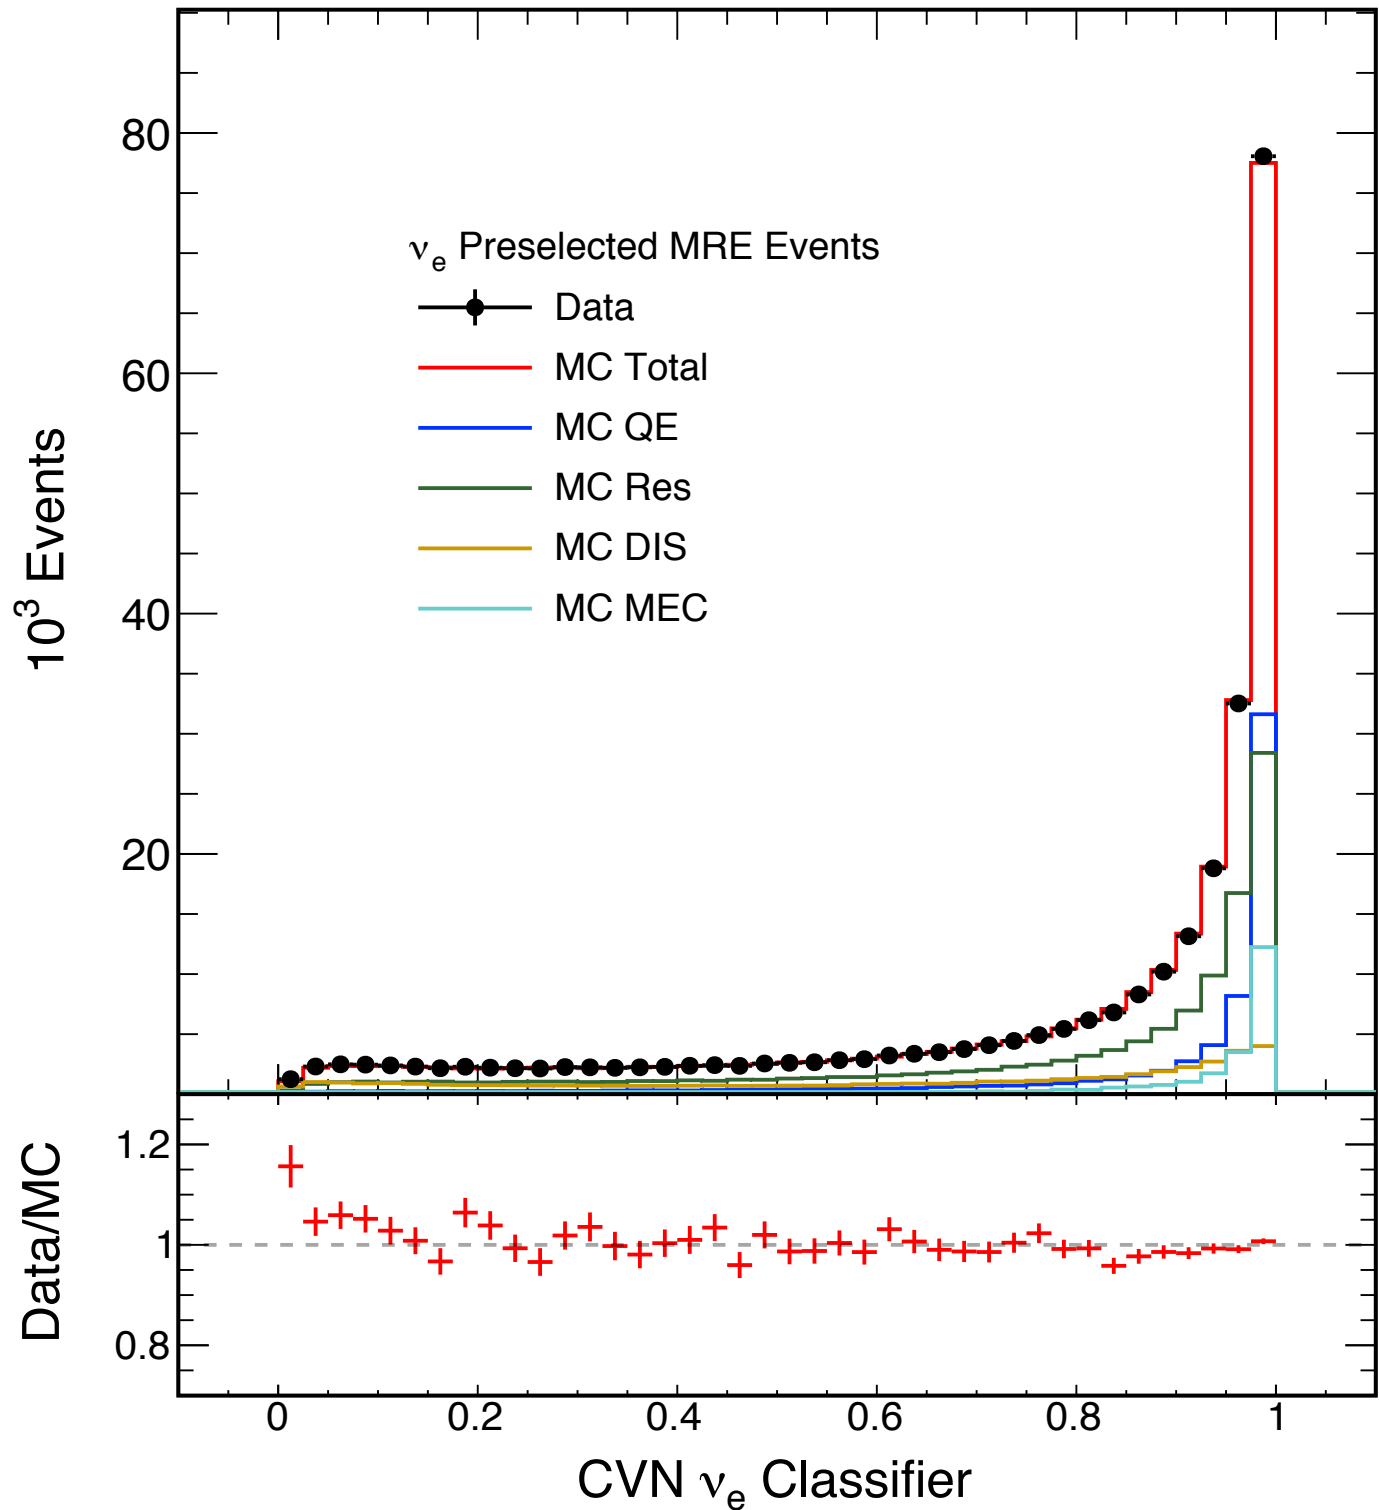 80
60
40
20
10³ Events
νₑ Preselected MRE Events
Data
MC Total
MC QE
MC Res
MC DIS
MC MEC
1.2
1
0.8
Data/MC
0 0.2 0.4 0.6 0.8 1
CVN νₑ Classifier